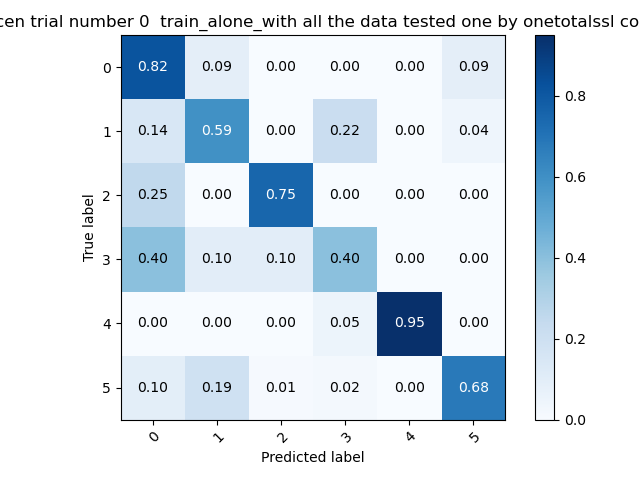 cen trial number 0 train_alone_with all the data tested one by onetotalssl co
0 0.82 0.09 0.00 0.00 0.00 0.09
1 0.14 0.59 0.00 0.22 0.00 0.04
2 0.25 0.00 0.75 0.00 0.00 0.00
3 0.40 0.10 0.10 0.40 0.00 0.00
4 0.00 0.00 0.00 0.05 0.95 0.00
5 0.10 0.19 0.01 0.02 0.00 0.68
0 1 2 3 4 5
True label
Predicted label
0.8
0.6
0.4
0.2
0.0